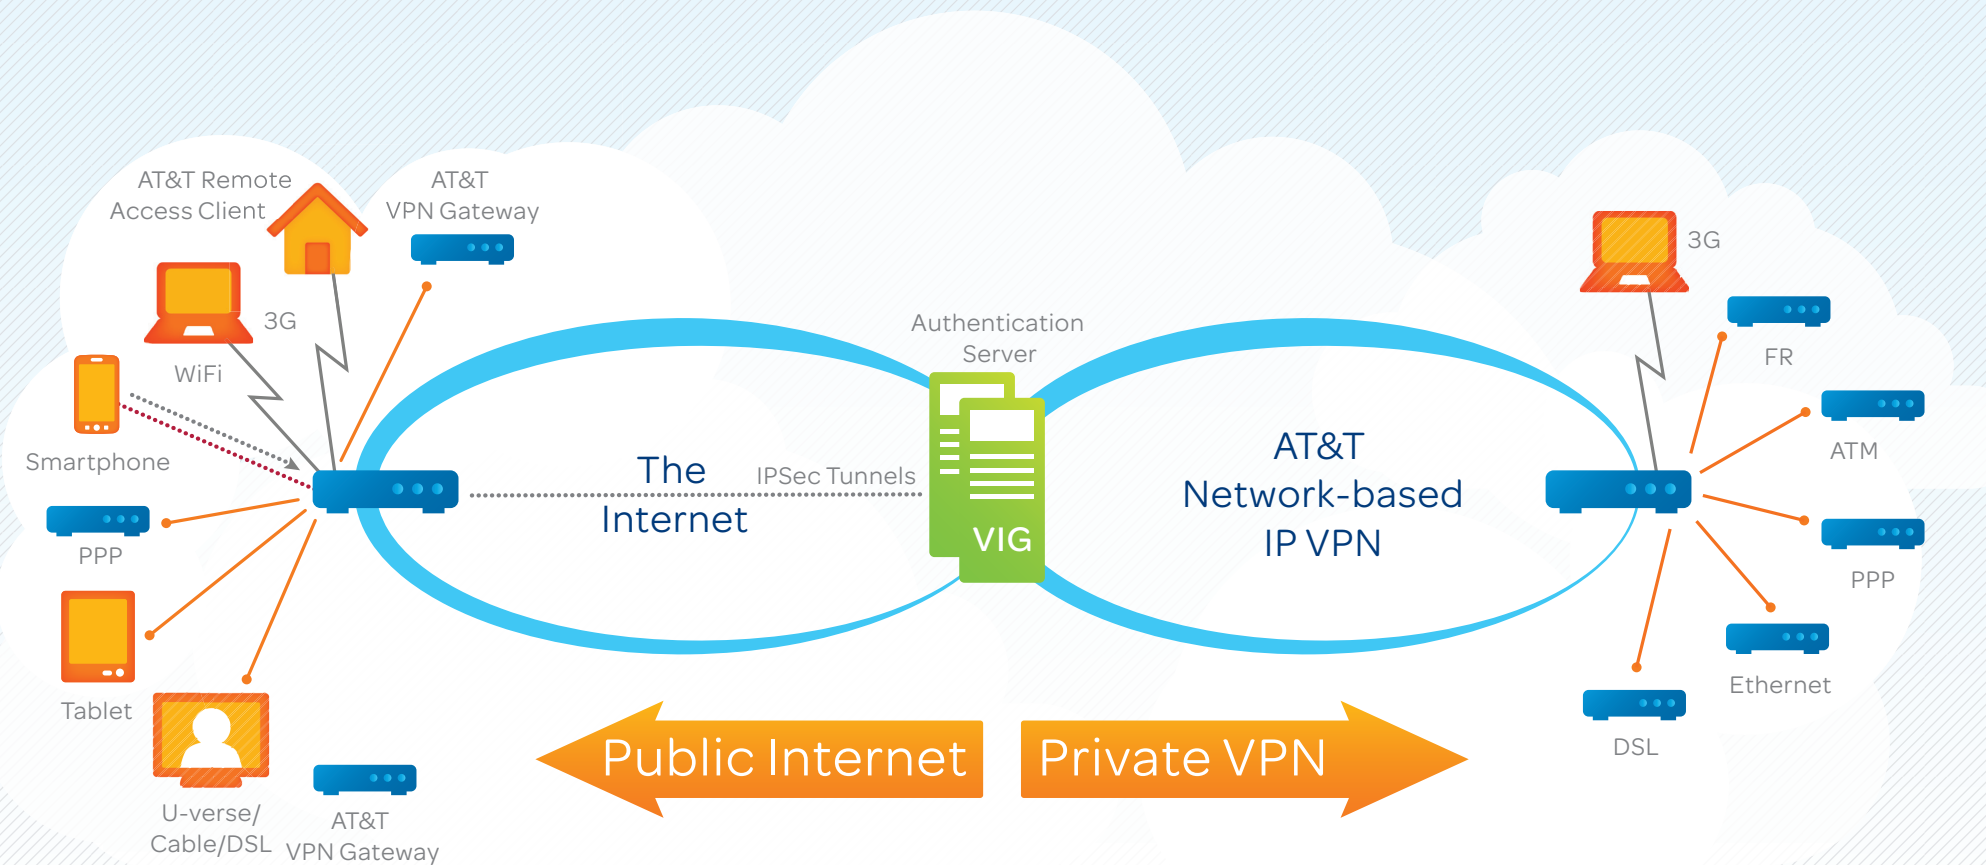 AT&T Remote
Access Client
AT&T
VPN Gateway
3G
WiFi
Smartphone
PPP
Tablet
U-verse/
Cable/DSL
AT&T
VPN Gateway
The
Internet
IPSec Tunnels
Authentication
Server
VIG
AT&T
Network-based
IP VPN
3G
FR
ATM
PPP
Ethernet
DSL
Public Internet
Private VPN